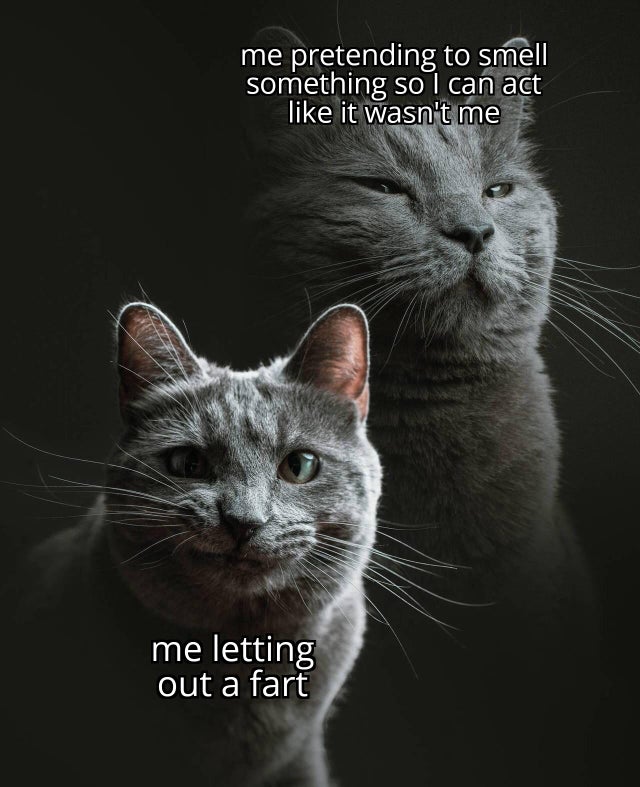 me pretending to smell
something so I can act
like it wasn't me
me letting
out a fart